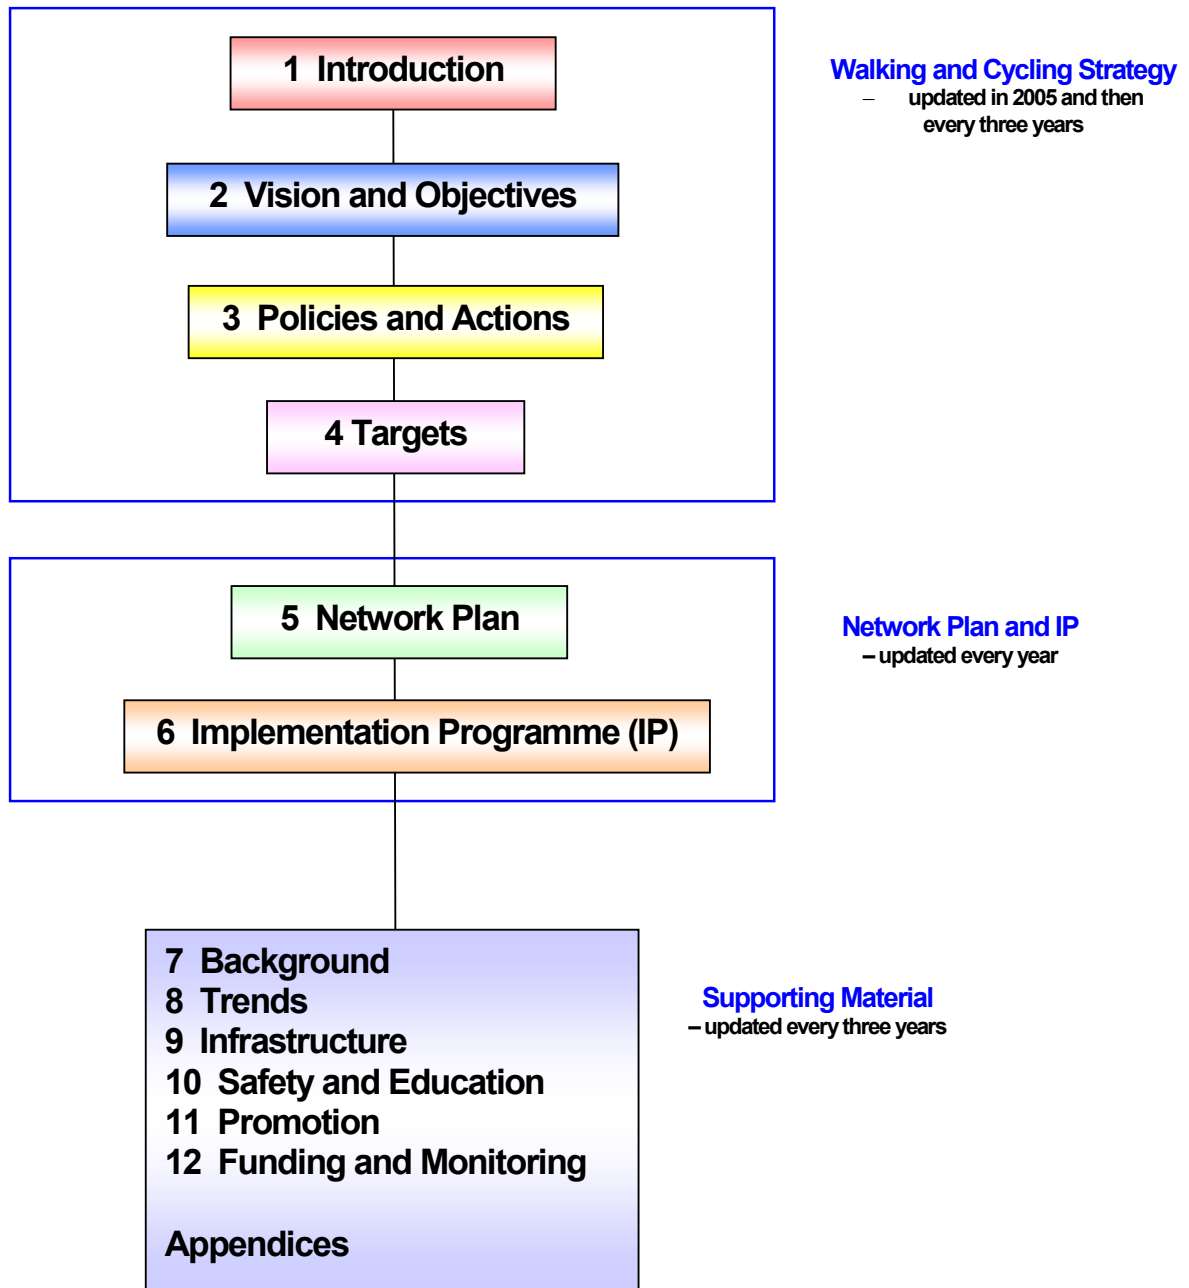 1 Introduction
Walking and Cycling Strategy
– updated in 2005 and then
every three years
2 Vision and Objectives
3 Policies and Actions
4 Targets
5 Network Plan
Network Plan and IP
– updated every year
6 Implementation Programme (IP)
7 Background
8 Trends
9 Infrastructure
10 Safety and Education
11 Promotion
12 Funding and Monitoring
Appendices
Supporting Material
– updated every three years